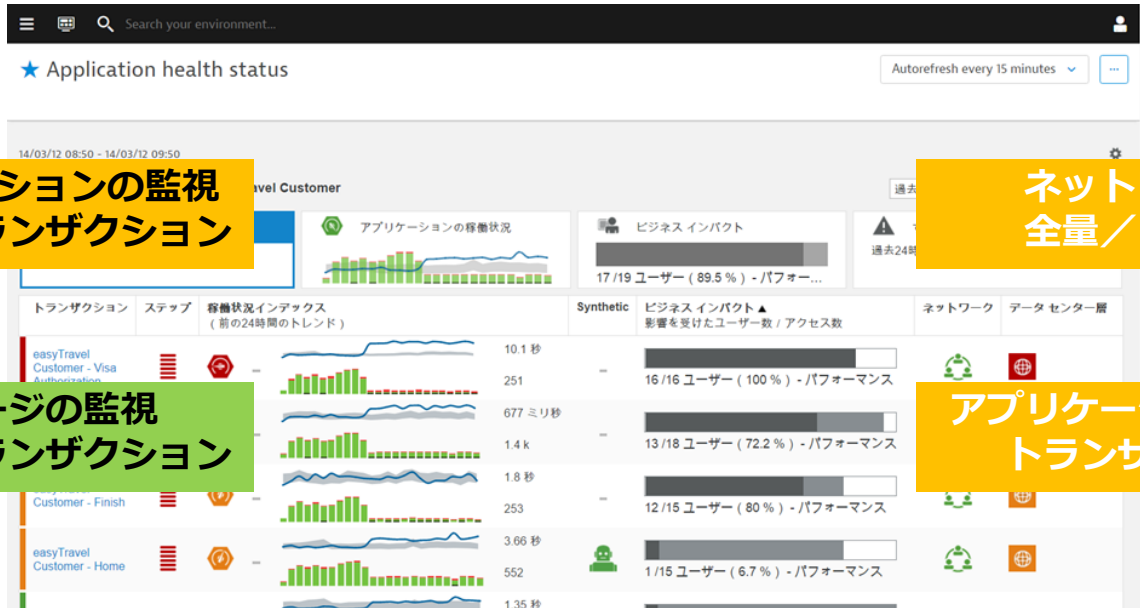 Search your environment...
Application health status
Autorefresh every 15 minutes
14/03/12 08:50 - 14/03/12 09:50
ションの監視
ランザクション
avel Customer
過去
ネット
全量／
アプリケーションの稼働状況
ビジネス インパクト
17 /19 ユーザー ( 89.5 % ) - パフォー...
過去24時
トランザクション ステップ 稼働状況インデックス
( 前の24時間のトレンド )
Synthetic ビジネス インパクト▲
影響を受けたユーザー数 / アクセス数
ネットワーク データ センター層
easyTravel
Customer - Visa
Authorization
10.1 秒
251
16 /16 ユーザー ( 100 % ) - パフォーマンス
ージの監視
ランザクション
677 ミリ秒
1.4 k
13 /18 ユーザー ( 72.2 % ) - パフォーマンス
アプリケー
トランザ
Customer - Finish
1.8 秒
253
12 /15 ユーザー ( 80 % ) - パフォーマンス
easyTravel
Customer - Home
3.66 秒
552
1 /15 ユーザー ( 6.7 % ) - パフォーマンス
1.35 秒